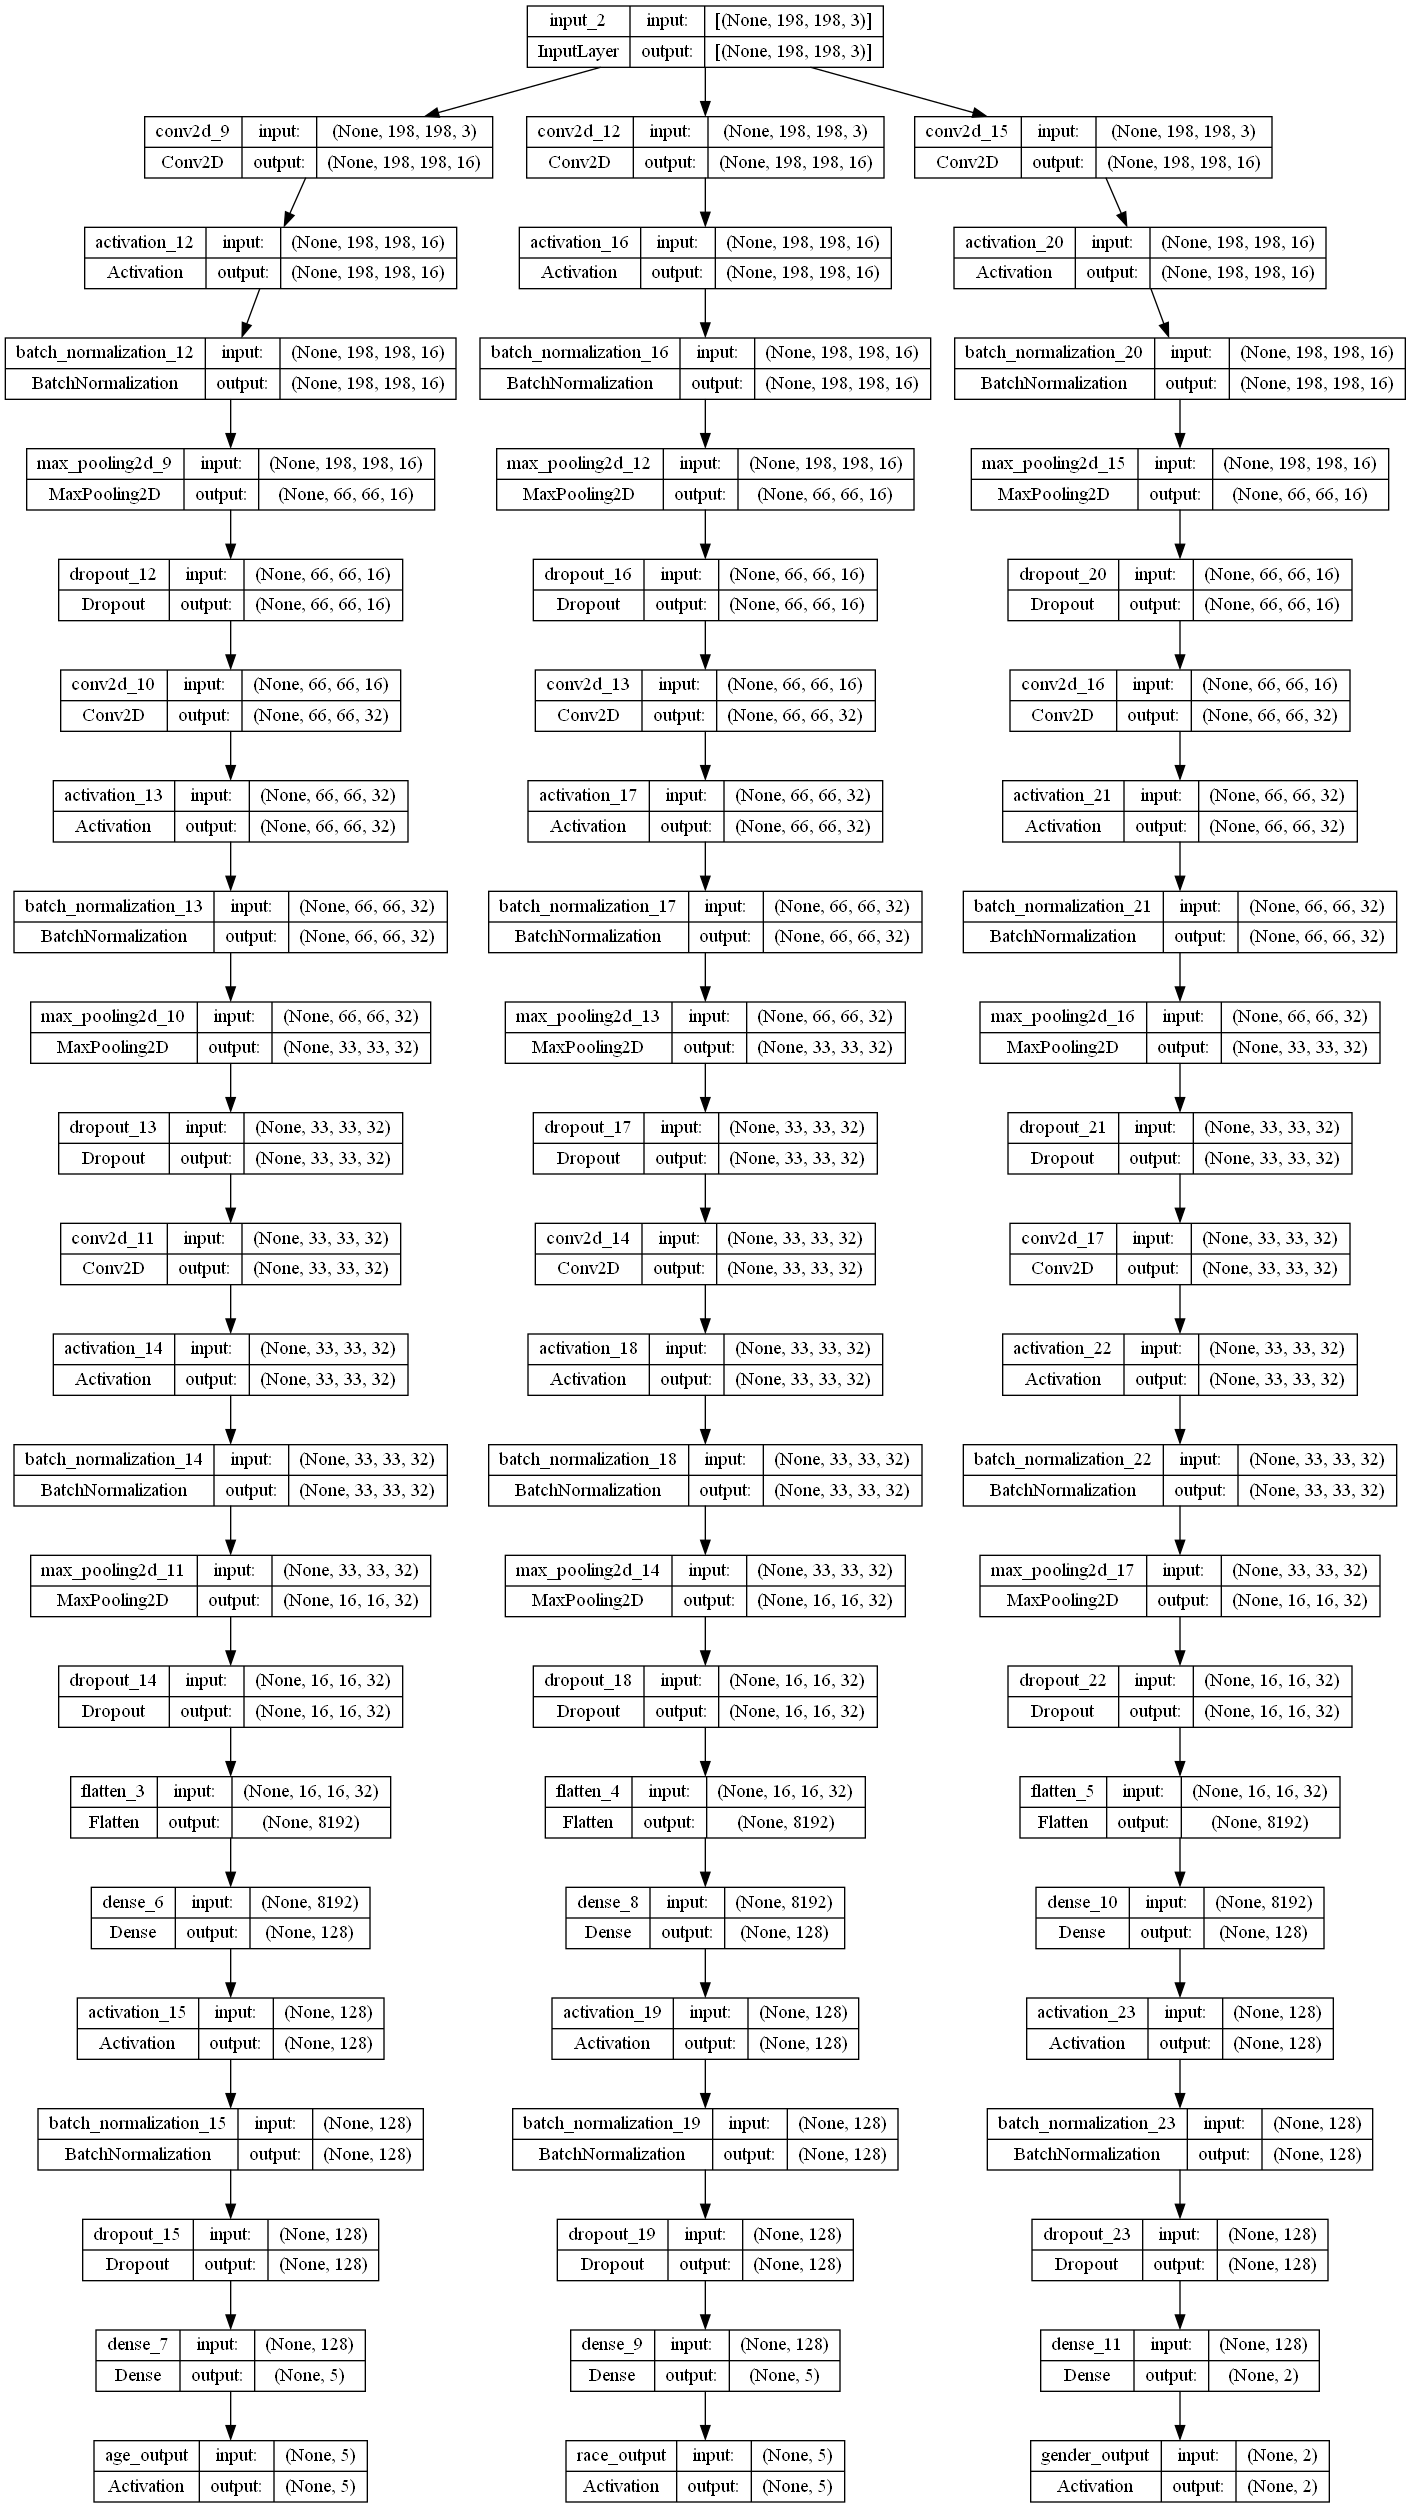 input_2 input: [(None, 198, 198, 3)]
InputLayer output: [(None, 198, 198, 3)]
conv2d_9 input: (None, 198, 198, 3) conv2d_12 input: (None, 198, 198, 3) conv2d_15 input: (None, 198, 198, 3)
Conv2D output: (None, 198, 198, 16) Conv2D output: (None, 198, 198, 16) Conv2D output: (None, 198, 198, 16)
activation_12 input: (None, 198, 198, 16) activation_16 input: (None, 198, 198, 16) activation_20 input: (None, 198, 198, 16)
Activation output: (None, 198, 198, 16) Activation output: (None, 198, 198, 16) Activation output: (None, 198, 198, 16)
batch_normalization_12 input: (None, 198, 198, 16) batch_normalization_16 input: (None, 198, 198, 16) batch_normalization_20 input: (None, 198, 198, 16)
BatchNormalization output: (None, 198, 198, 16) BatchNormalization output: (None, 198, 198, 16) BatchNormalization output: (None, 198, 198, 16)
max_pooling2d_9 input: (None, 198, 198, 16) max_pooling2d_12 input: (None, 198, 198, 16) max_pooling2d_15 input: (None, 198, 198, 16)
MaxPooling2D output: (None, 66, 66, 16) MaxPooling2D output: (None, 66, 66, 16) MaxPooling2D output: (None, 66, 66, 16)
dropout_12 input: (None, 66, 66, 16) dropout_16 input: (None, 66, 66, 16) dropout_20 input: (None, 66, 66, 16)
Dropout output: (None, 66, 66, 16) Dropout output: (None, 66, 66, 16) Dropout output: (None, 66, 66, 16)
conv2d_10 input: (None, 66, 66, 16) conv2d_13 input: (None, 66, 66, 16) conv2d_16 input: (None, 66, 66, 16)
Conv2D output: (None, 66, 66, 32) Conv2D output: (None, 66, 66, 32) Conv2D output: (None, 66, 66, 32)
activation_13 input: (None, 66, 66, 32) activation_17 input: (None, 66, 66, 32) activation_21 input: (None, 66, 66, 32)
Activation output: (None, 66, 66, 32) Activation output: (None, 66, 66, 32) Activation output: (None, 66, 66, 32)
batch_normalization_13 input: (None, 66, 66, 32) batch_normalization_17 input: (None, 66, 66, 32) batch_normalization_21 input: (None, 66, 66, 32)
BatchNormalization output: (None, 66, 66, 32) BatchNormalization output: (None, 66, 66, 32) BatchNormalization output: (None, 66, 66, 32)
max_pooling2d_10 input: (None, 66, 66, 32) max_pooling2d_13 input: (None, 66, 66, 32) max_pooling2d_16 input: (None, 66, 66, 32)
MaxPooling2D output: (None, 33, 33, 32) MaxPooling2D output: (None, 33, 33, 32) MaxPooling2D output: (None, 33, 33, 32)
dropout_13 input: (None, 33, 33, 32) dropout_17 input: (None, 33, 33, 32) dropout_21 input: (None, 33, 33, 32)
Dropout output: (None, 33, 33, 32) Dropout output: (None, 33, 33, 32) Dropout output: (None, 33, 33, 32)
conv2d_11 input: (None, 33, 33, 32) conv2d_14 input: (None, 33, 33, 32) conv2d_17 input: (None, 33, 33, 32)
Conv2D output: (None, 33, 33, 32) Conv2D output: (None, 33, 33, 32) Conv2D output: (None, 33, 33, 32)
activation_14 input: (None, 33, 33, 32) activation_18 input: (None, 33, 33, 32) activation_22 input: (None, 33, 33, 32)
Activation output: (None, 33, 33, 32) Activation output: (None, 33, 33, 32) Activation output: (None, 33, 33, 32)
batch_normalization_14 input: (None, 33, 33, 32) batch_normalization_18 input: (None, 33, 33, 32) batch_normalization_22 input: (None, 33, 33, 32)
BatchNormalization output: (None, 33, 33, 32) BatchNormalization output: (None, 33, 33, 32) BatchNormalization output: (None, 33, 33, 32)
max_pooling2d_11 input: (None, 33, 33, 32) max_pooling2d_14 input: (None, 33, 33, 32) max_pooling2d_17 input: (None, 33, 33, 32)
MaxPooling2D output: (None, 16, 16, 32) MaxPooling2D output: (None, 16, 16, 32) MaxPooling2D output: (None, 16, 16, 32)
dropout_14 input: (None, 16, 16, 32) dropout_18 input: (None, 16, 16, 32) dropout_22 input: (None, 16, 16, 32)
Dropout output: (None, 16, 16, 32) Dropout output: (None, 16, 16, 32) Dropout output: (None, 16, 16, 32)
flatten_3 input: (None, 16, 16, 32) flatten_4 input: (None, 16, 16, 32) flatten_5 input: (None, 16, 16, 32)
Flatten output: (None, 8192) Flatten output: (None, 8192) Flatten output: (None, 8192)
dense_6 input: (None, 8192) dense_8 input: (None, 8192) dense_10 input: (None, 8192)
Dense output: (None, 128) Dense output: (None, 128) Dense output: (None, 128)
activation_15 input: (None, 128) activation_19 input: (None, 128) activation_23 input: (None, 128)
Activation output: (None, 128) Activation output: (None, 128) Activation output: (None, 128)
batch_normalization_15 input: (None, 128) batch_normalization_19 input: (None, 128) batch_normalization_23 input: (None, 128)
BatchNormalization output: (None, 128) BatchNormalization output: (None, 128) BatchNormalization output: (None, 128)
dropout_15 input: (None, 128) dropout_19 input: (None, 128) dropout_23 input: (None, 128)
Dropout output: (None, 128) Dropout output: (None, 128) Dropout output: (None, 128)
dense_7 input: (None, 128) dense_9 input: (None, 128) dense_11 input: (None, 128)
Dense output: (None, 5) Dense output: (None, 5) Dense output: (None, 2)
age_output input: (None, 5) race_output input: (None, 5) gender_output input: (None, 2)
Activation output: (None, 5) Activation output: (None, 5) Activation output: (None, 2)